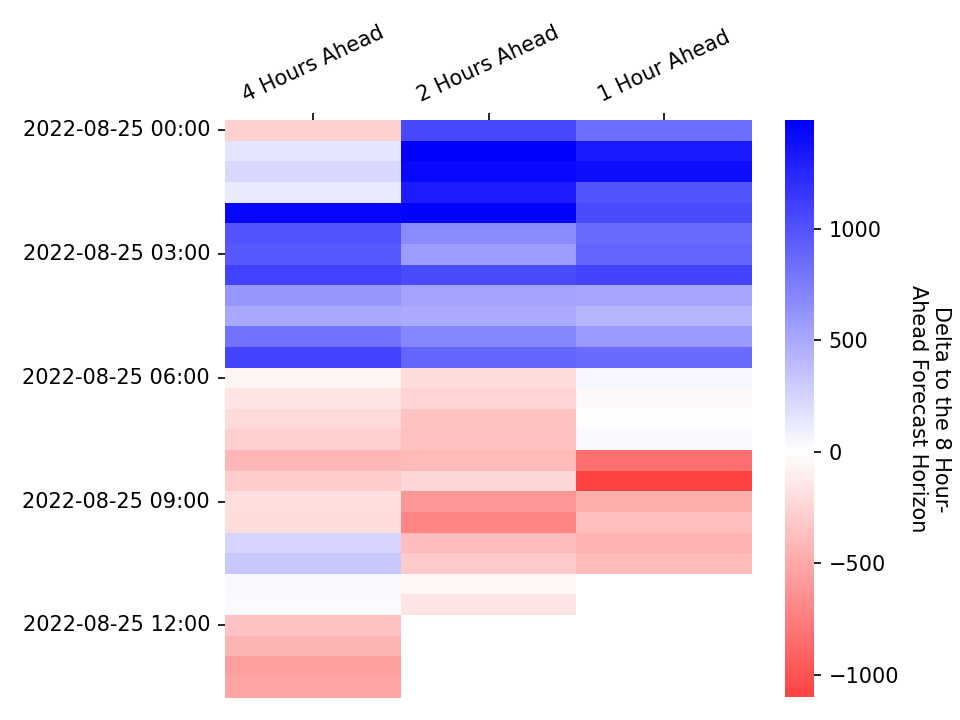 4 Hours Ahead
2 Hours Ahead
1 Hour Ahead
2022-08-25 00:00
2022-08-25 03:00
2022-08-25 06:00
2022-08-25 09:00
2022-08-25 12:00
1000
500
0
−500
−1000
Delta to the 8 Hour-
Ahead Forecast Horizon